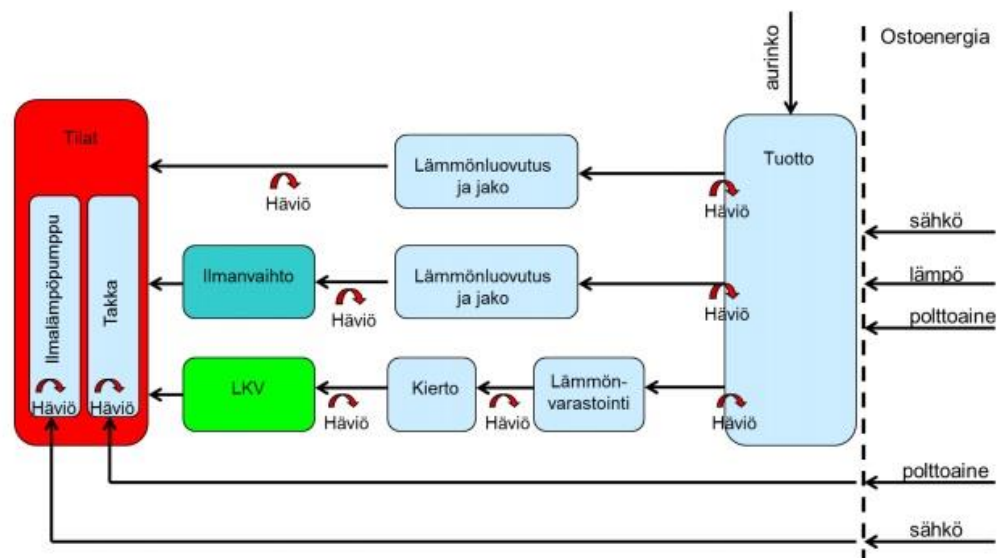 aurinko
Ostoenergia
Tilat
Lämmönluovutus
ja jako
Tuotto
Häviö
Häviö
sähkö
Ilmalämpöpumppu
Takka
Ilmanvaihto
Lämmönluovutus
ja jako
lämpö
Häviö
Häviö
polttoaine
LKV
Kierto
Lämmön-
varastointi
Häviö
Häviö
Häviö
Häviö
Häviö
polttoaine
sähkö